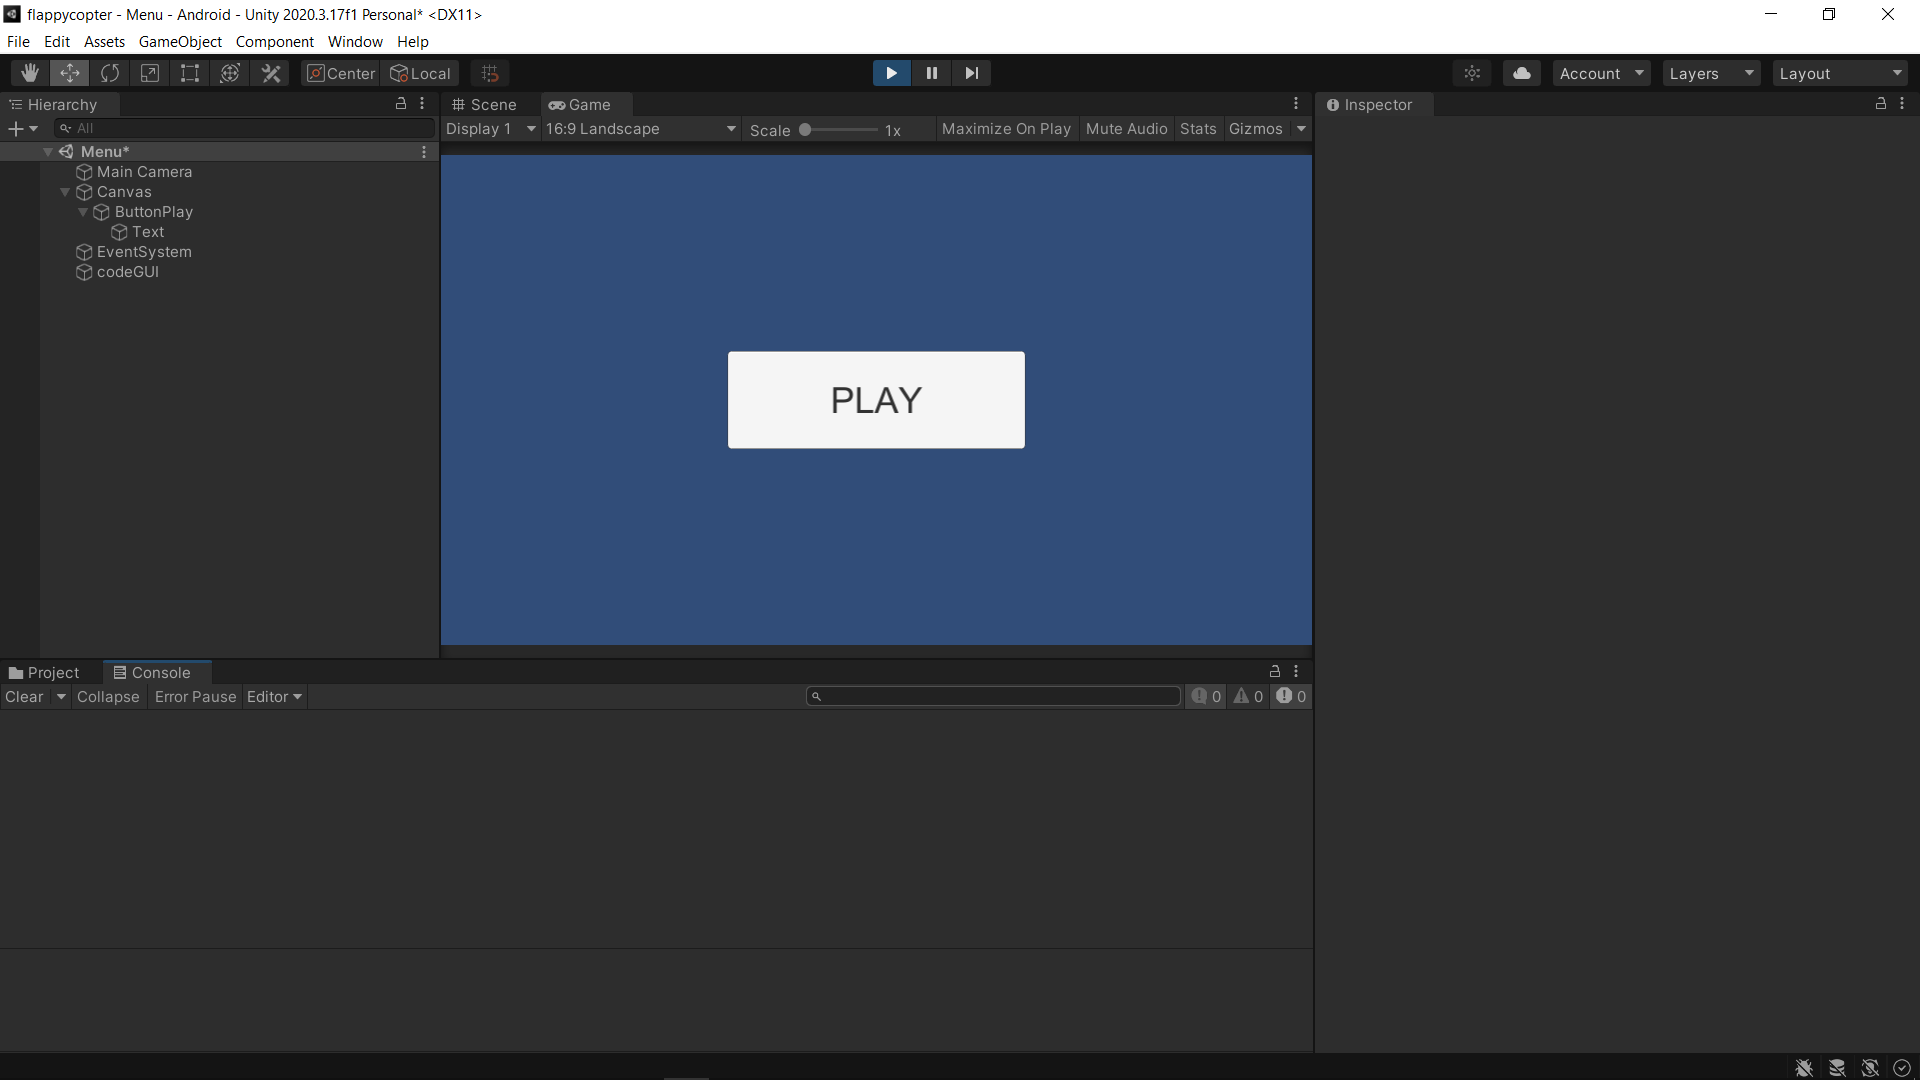 flappycopter - Menu - Android - Unity 2020.3.17f1 Personal* <DX11>
File Edit Assets GameObject Component Window Help
Center Local Account Layers Layout
Hierarchy Scene Game Inspector
All Display 1 16:9 Landscape Scale 1x Maximize On Play Mute Audio Stats Gizmos
Menu*
Main Camera
Canvas
ButtonPlay
Text
EventSystem
codeGUI
PLAY
Project Console
Clear Collapse Error Pause Editor 0 0 0